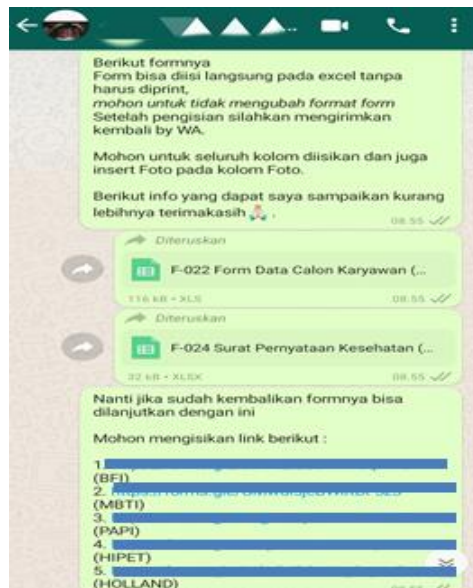 Berikut formnya
Form bisa diisi langsung pada excel tanpa
harus diprint,
mohon untuk tidak mengubah format form
Setelah pengisian silahkan mengirimkan
kembali by WA.
Mohon untuk seluruh kolom diisikan dan juga
insert Foto pada kolom Foto.
Berikut info yang dapat saya sampaikan kurang
lebihnya terimakasih 🙏 .
08.55
Diteruskan
F-022 Form Data Calon Karyawan (...
116 kB • XLS
08.55
Diteruskan
F-024 Surat Pernyataan Kesehatan (...
32 kB • XLSX
08.55
Nanti jika sudah kembalikan formnya bisa
dilanjutkan dengan ini
Mohon mengisikan link berikut :
1.
(BFI)
2.
(MBTI)
3.
(PAPI)
4.
(HIPET)
5.
(HOLLAND)